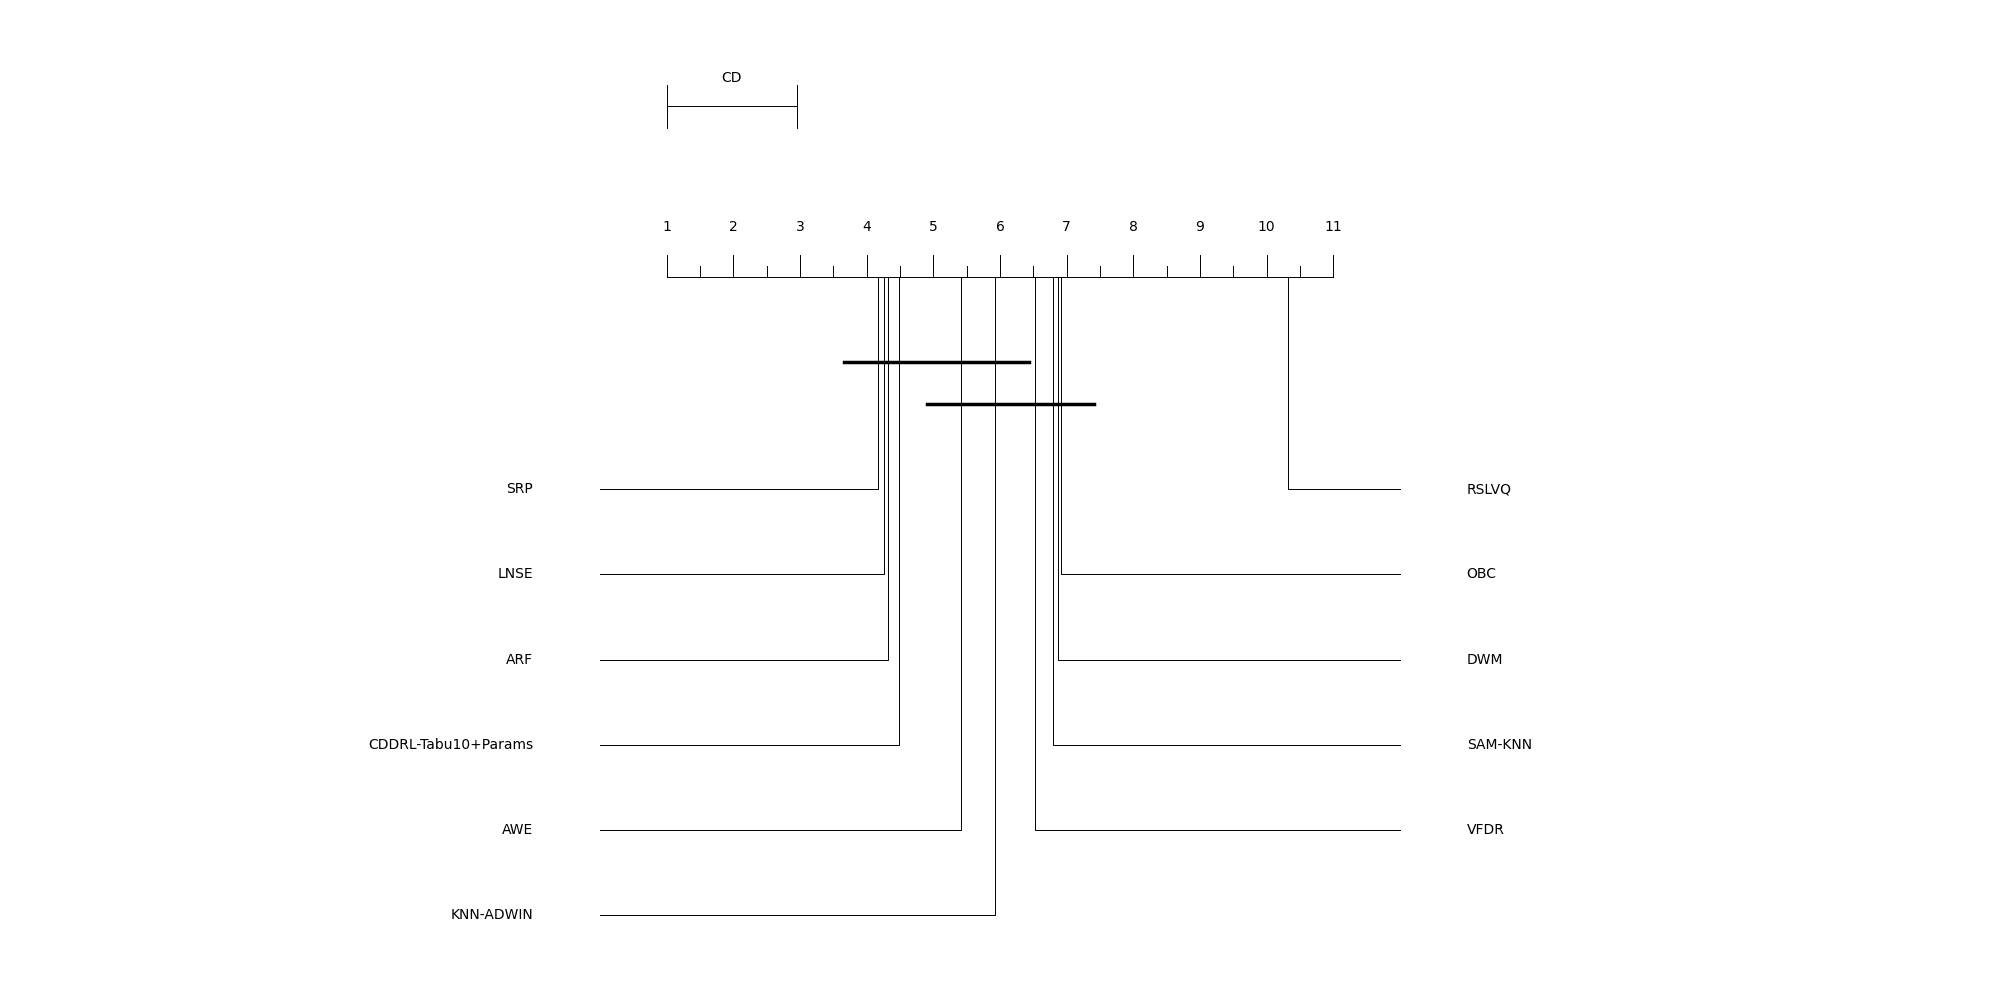 CD
1 2 3 4 5 6 7 8 9 10 11
SRP
RSLVQ
LNSE
OBC
ARF
DWM
CDDRL-Tabu10+Params
SAM-KNN
AWE
VFDR
KNN-ADWIN